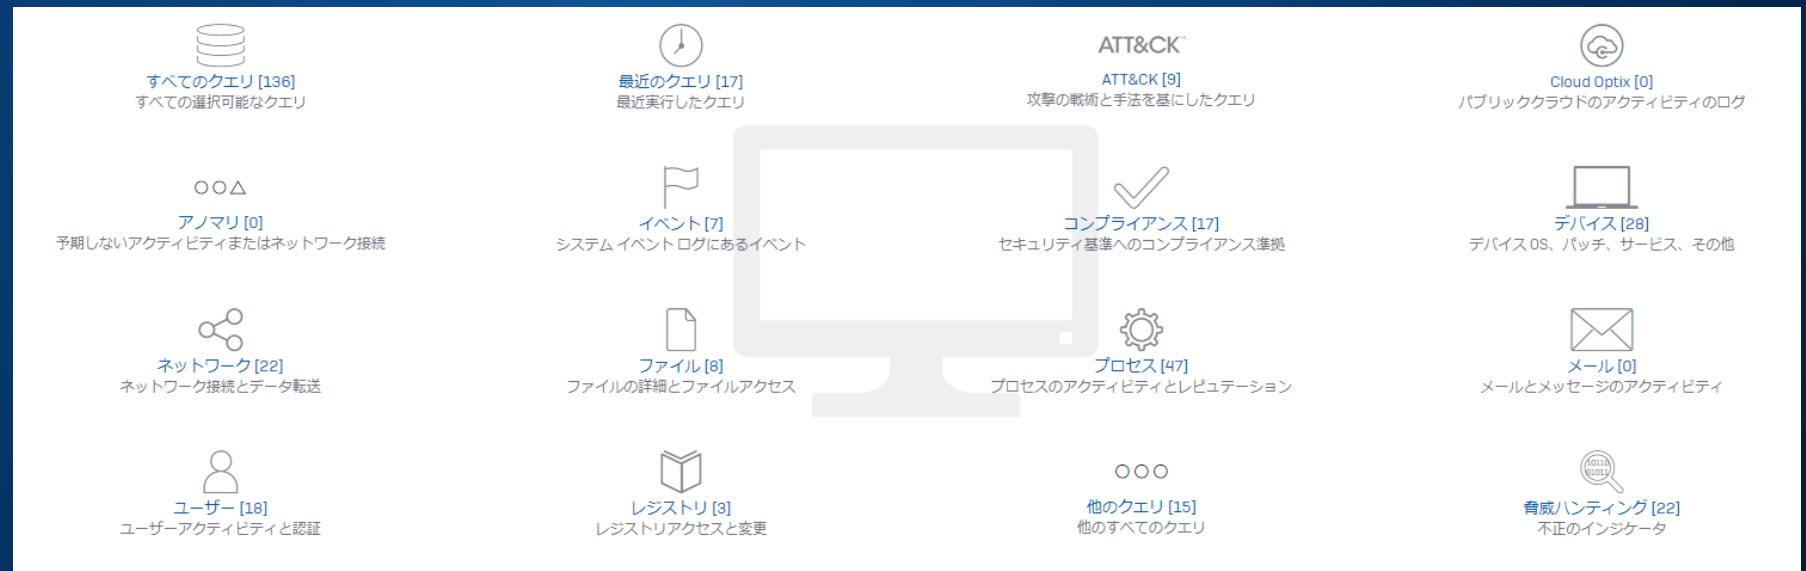 ATT&CK™
すべてのクエリ [136]
最近のクエリ [17]
ATT&CK [9]
Cloud Optix [0]
すべての選択可能なクエリ
最近実行したクエリ
攻撃の戦術と手法を基にしたクエリ
パブリッククラウドのアクティビティのログ
アノマリ [0]
イベント [7]
コンプライアンス [17]
デバイス [28]
予期しないアクティビティまたはネットワーク接続
システム イベント ログにあるイベント
セキュリティ基準へのコンプライアンス準拠
デバイス OS、パッチ、サービス、その他
ネットワーク [22]
ファイル [8]
プロセス [47]
メール [0]
ネットワーク接続とデータ転送
ファイルの詳細とファイルアクセス
プロセスのアクティビティとレピュテーション
メールとメッセージのアクティビティ
10110
01011
ユーザー [18]
レジストリ [3]
他のクエリ [15]
脅威ハンティング [22]
ユーザーアクティビティと認証
レジストリアクセスと変更
他のすべてのクエリ
不正のインジケータ